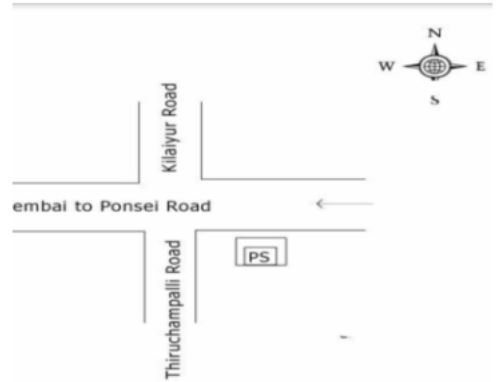 N
W E
S
Kilaiyur Road
embai to Ponsei Road
PS
Thiruchampalli Road